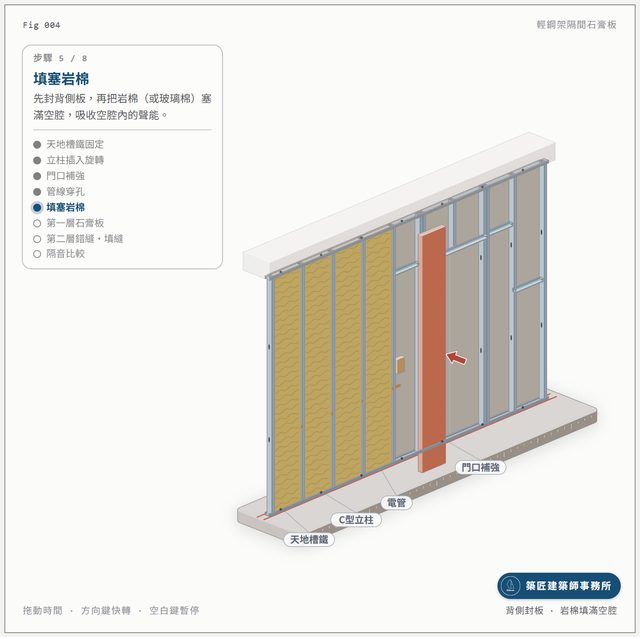 Fig 004
輕鋼架隔間石膏板
步驟 5 / 8
填塞岩棉
先封背側板，再把岩棉（或玻璃棉）塞
滿空腔，吸收空腔內的聲能。
天地槽鐵固定
立柱插入旋轉
門口補強
管線穿孔
填塞岩棉
第一層石膏板
第二層錯縫・填縫
隔音比較
門口補強
電管
C型立柱
天地槽鐵
築匠建築師事務所
拖動時間 · 方向鍵快轉 · 空白鍵暫停
背側封板 · 岩棉填滿空腔